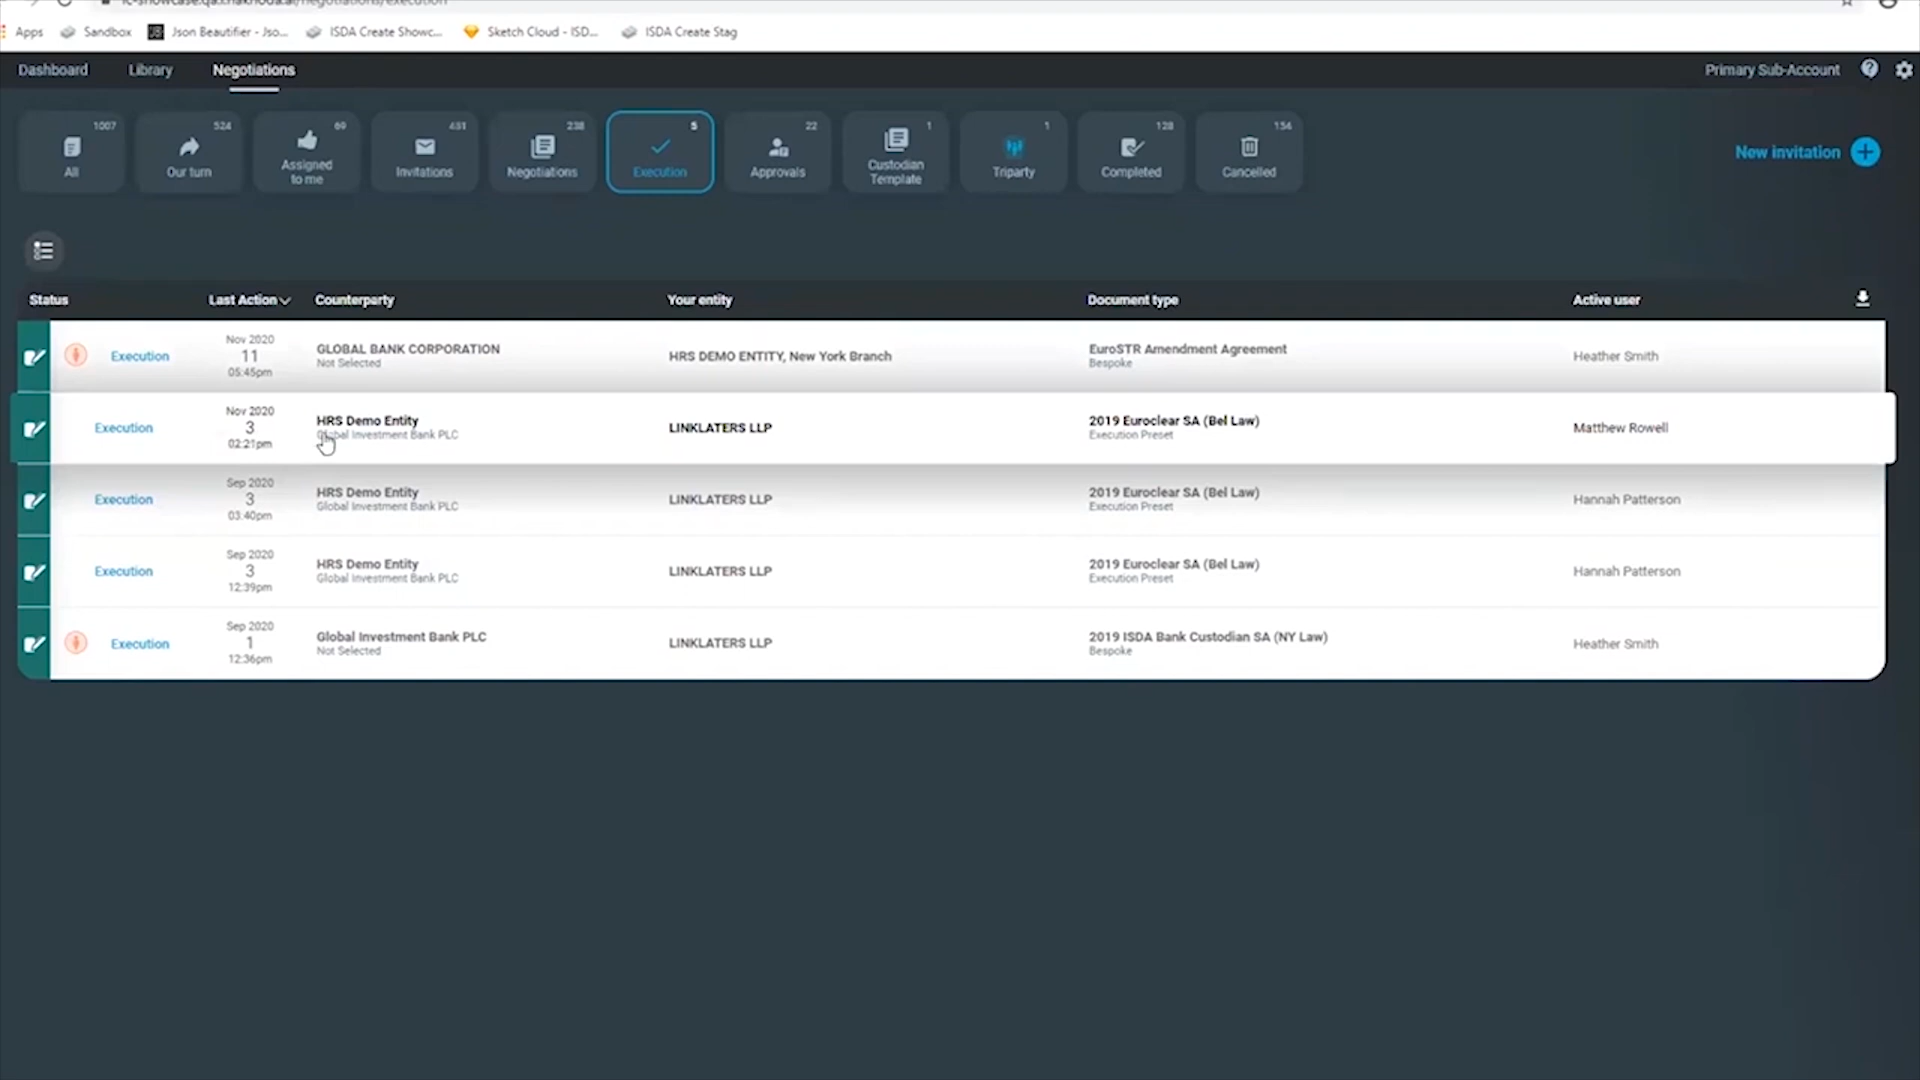 Apps Sandbox Json Beautifier - Jso... ISDA Create Showc... Sketch Cloud - ISD... ISDA Create Stag
Dashboard Library Negotiations Primary Sub-Account
1007 524 69 238 5 22 1 1 128
All Our turn Assigned to me Invitations Negotiations Execution Approvals Custodian Template Triparty Completed Cancelled
New invitation
Status Last Action Counterparty Your entity Document type Active user
Nov 2020
11
05:45pm
Execution
GLOBAL BANK CORPORATION
Not Selected
HRS DEMO ENTITY, New York Branch
EuroSTR Amendment Agreement
Bespoke
Heather Smith
Nov 2020
3
02:21pm
Execution
HRS Demo Entity
Global Investment Bank PLC
LINKLATERS LLP
2019 Euroclear SA (Bel Law)
Execution Preset
Matthew Rowell
Sep 2020
3
03:40pm
Execution
HRS Demo Entity
Global Investment Bank PLC
LINKLATERS LLP
2019 Euroclear SA (Bel Law)
Execution Preset
Hannah Patterson
Sep 2020
3
12:39pm
Execution
HRS Demo Entity
Global Investment Bank PLC
LINKLATERS LLP
2019 Euroclear SA (Bel Law)
Execution Preset
Hannah Patterson
Sep 2020
1
12:36pm
Execution
Global Investment Bank PLC
Not Selected
LINKLATERS LLP
2019 ISDA Bank Custodian SA (NY Law)
Bespoke
Heather Smith